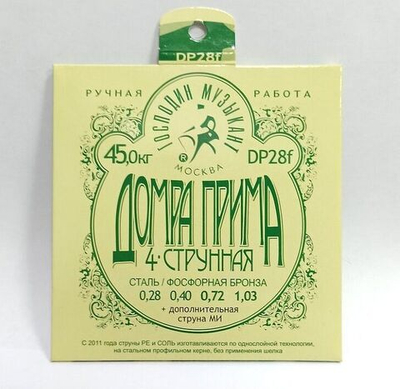 DP28f
РУЧНАЯ РАБОТА
ГОСПОДИН МУЗЫКАНТ
®
МОСКВА
45,0кг DP28f
ДОМРА ПРИМА
4-СТРУННАЯ
СТАЛЬ / ФОСФОРНАЯ БРОНЗА
0,28 0,40 0,72 1,03
+ дополнительная
струна МИ
С 2011 года струны РЕ и СОЛЬ изготавливаются по однослойной технологии,
на стальном профильном керне, без применения шелка